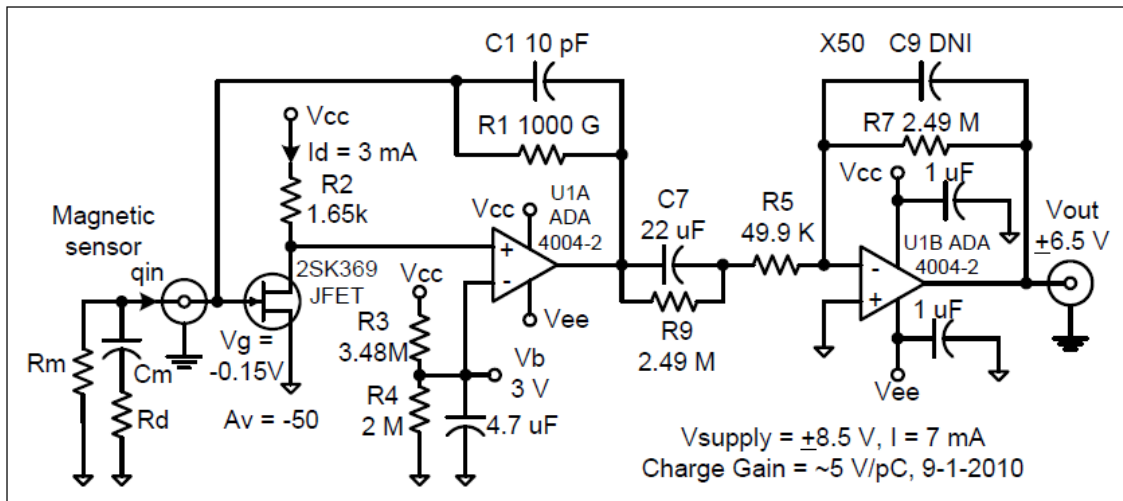 C1 10 pF
X50
C9 DNI
Vcc
R1 1000 G
R7 2.49 M
Id = 3 mA
R2
1.65k
Vcc
1 uF
Magnetic
sensor
qin
Vcc
U1A
ADA
4004-2
C7
22 uF
R5
49.9 K
Vout
+6.5 V
+
-
2SK369
JFET
Vcc
U1B ADA
4004-2
-
+
Vee
R9
2.49 M
1 uF
Rm
Cm
Rd
Vg =
-0.15V
R3
3.48M
Vb
3 V
Vee
Av = -50
R4
2 M
4.7 uF
Vsupply = +8.5 V, I = 7 mA
Charge Gain = ~5 V/pC, 9-1-2010